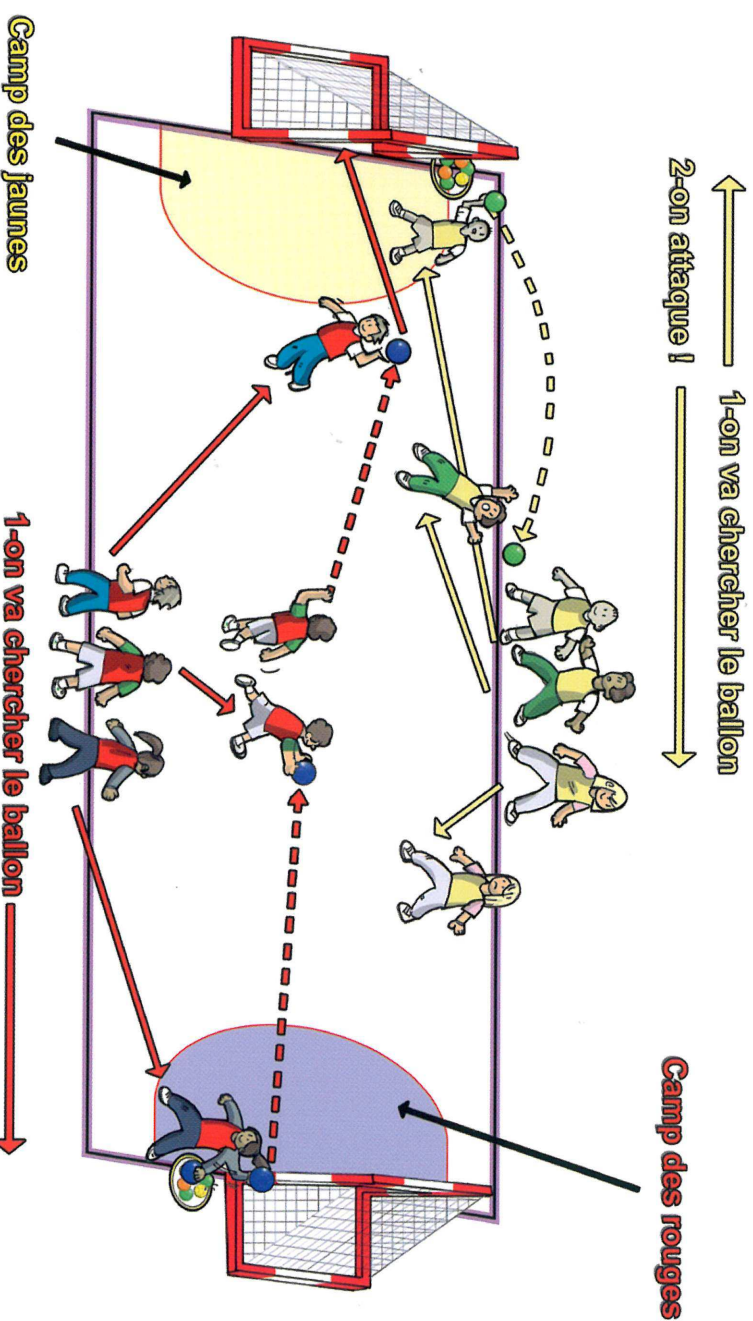 1-on va chercher le ballon
2-on attaque !
Camp des rouges
Camp des jaunes
1-on va chercher le ballon